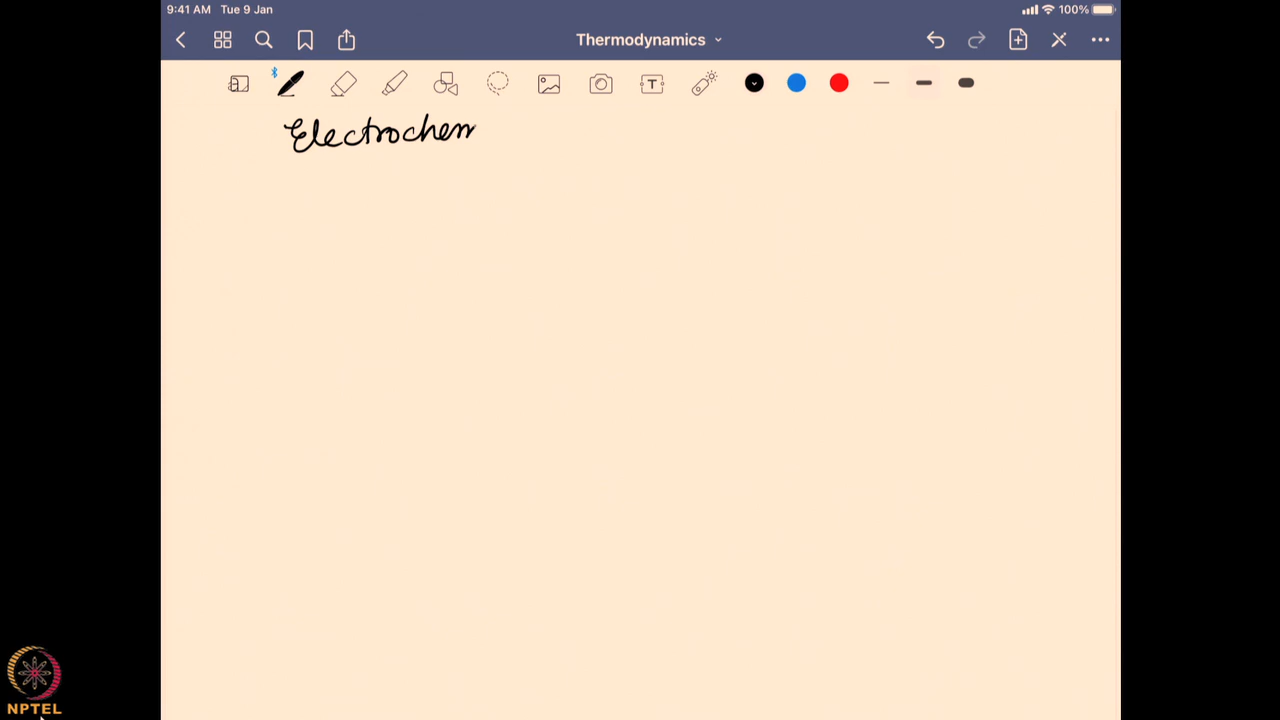 9:41 AM Tue 9 Jan
100%
Thermodynamics
T
Electrochem
NPTEL